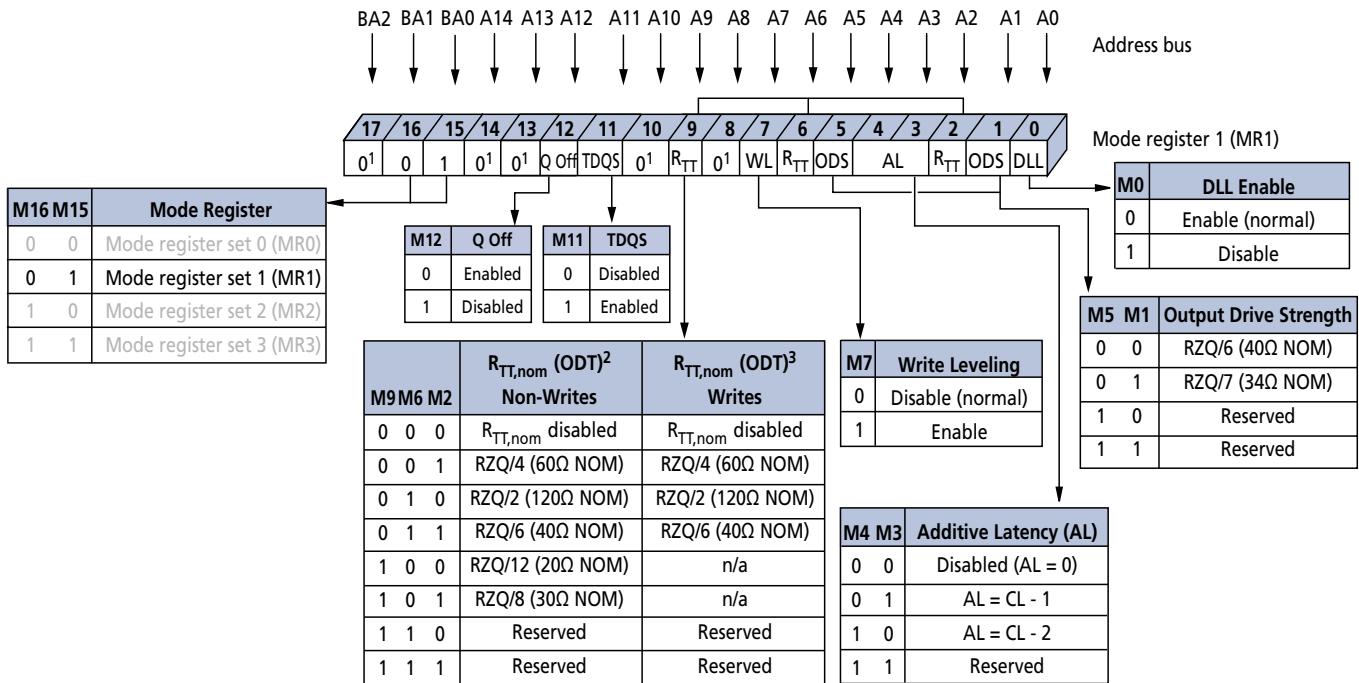 BA2 BA1 BA0 A14 A13 A12 A11 A10 A9 A8 A7 A6 A5 A4 A3 A2 A1 A0
Address bus
17 16 15 14 13 12 11 10 9 8 7 6 5 4 3 2 1 0
Mode register 1 (MR1)
0¹ 0 1 0¹ 0¹ Q Off TDQS 0¹ RTT 0¹ WL RTT ODS AL RTT ODS DLL
M16 M15 Mode Register
0 0 Mode register set 0 (MR0)
0 1 Mode register set 1 (MR1)
1 0 Mode register set 2 (MR2)
1 1 Mode register set 3 (MR3)
M12 Q Off
0 Enabled
1 Disabled
M11 TDQS
0 Disabled
1 Enabled
M0 DLL Enable
0 Enable (normal)
1 Disable
M5 M1 Output Drive Strength
0 0 RZQ/6 (40Ω NOM)
0 1 RZQ/7 (34Ω NOM)
1 0 Reserved
1 1 Reserved
M9 M6 M2 RTT,nom (ODT)² Non-Writes RTT,nom (ODT)³ Writes
0 0 0 RTT,nom disabled RTT,nom disabled
0 0 1 RZQ/4 (60Ω NOM) RZQ/4 (60Ω NOM)
0 1 0 RZQ/2 (120Ω NOM) RZQ/2 (120Ω NOM)
0 1 1 RZQ/6 (40Ω NOM) RZQ/6 (40Ω NOM)
1 0 0 RZQ/12 (20Ω NOM) n/a
1 0 1 RZQ/8 (30Ω NOM) n/a
1 1 0 Reserved Reserved
1 1 1 Reserved Reserved
M7 Write Leveling
0 Disable (normal)
1 Enable
M4 M3 Additive Latency (AL)
0 0 Disabled (AL = 0)
0 1 AL = CL - 1
1 0 AL = CL - 2
1 1 Reserved